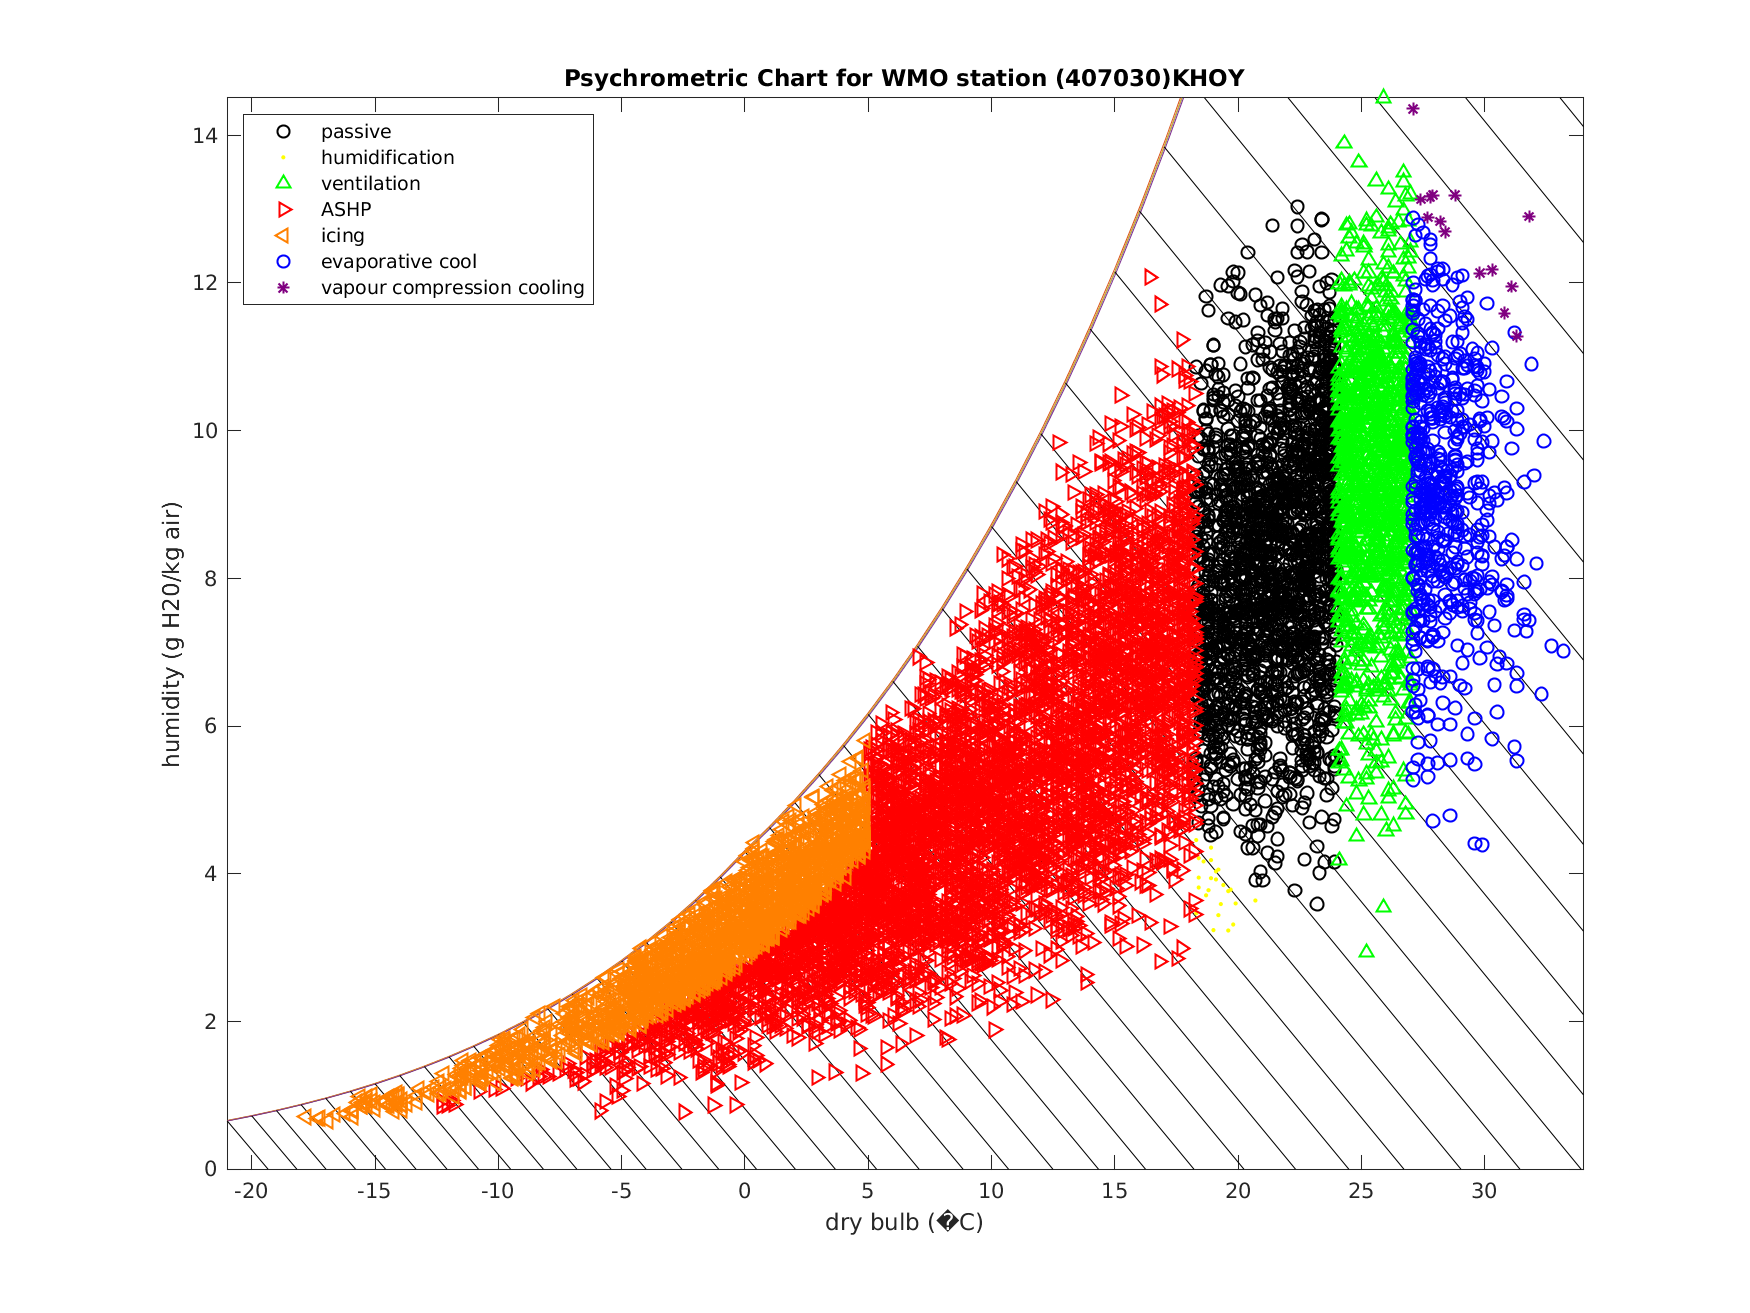 Psychrometric Chart for WMO station (407030)KHOY
passive
humidification
ventilation
ASHP
icing
evaporative cool
vapour compression cooling
humidity (g H20/kg air)
14
12
10
8
6
4
2
0
-20 -15 -10 -5 0 5 10 15 20 25 30
dry bulb (�C)